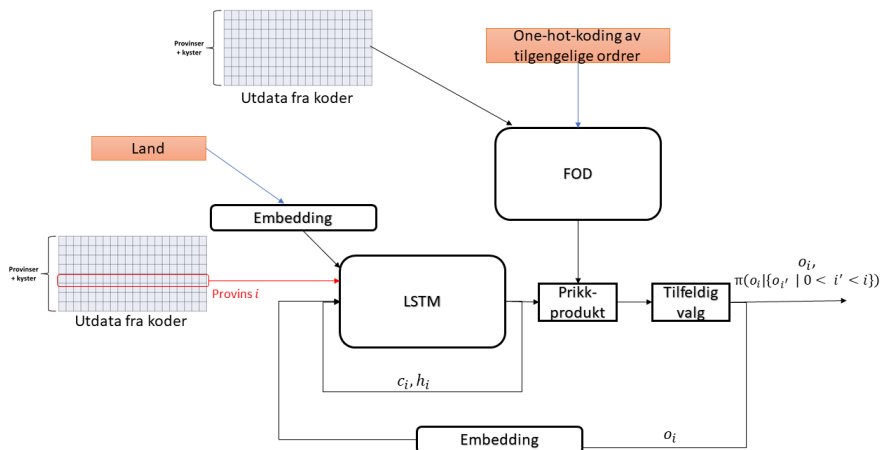 Provinser
+ kyster
Utdata fra koder
One-hot-koding av
tilgengelige ordrer
Land
FOD
Embedding
Provinser
+ kyster
Provins i
Utdata fra koder
LSTM
Prikk-
produkt
Tilfeldig
valg
o_i,
π(o_i|{o_i' | 0 < i' < i})
c_i, h_i
Embedding
o_i